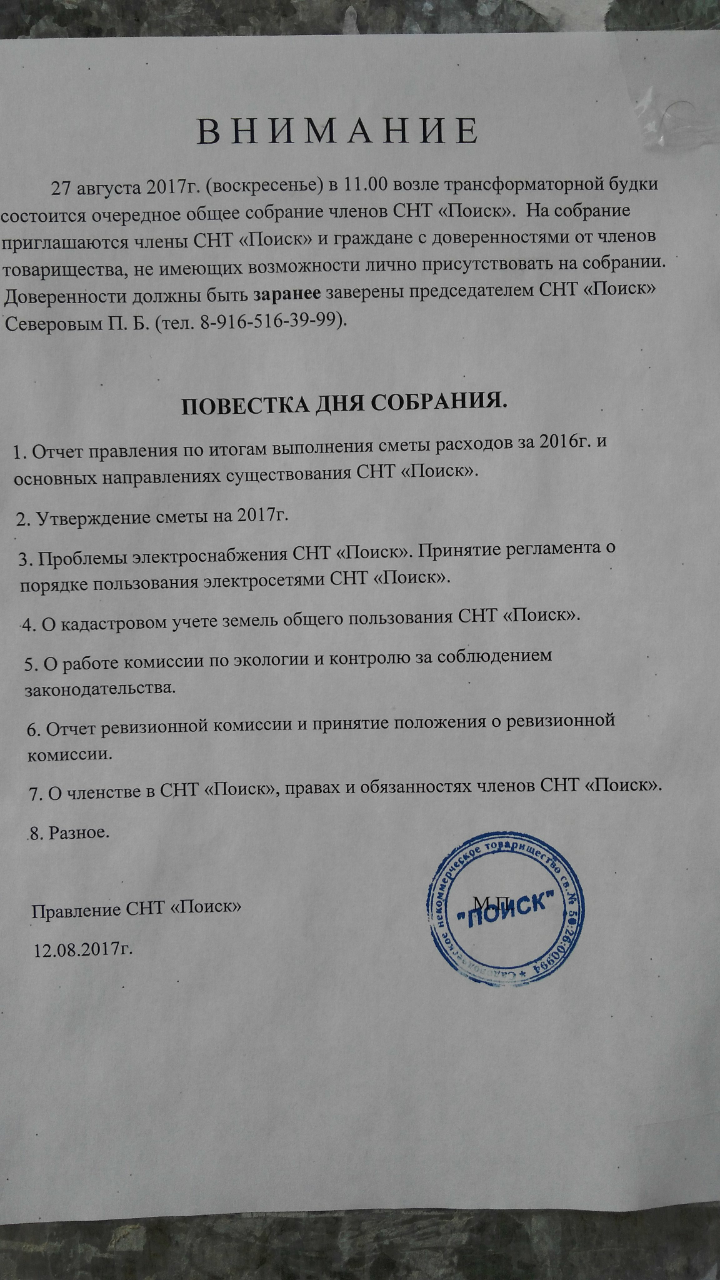 ВНИМАНИЕ
27 августа 2017г. (воскресенье) в 11.00 возле трансформаторной будки
состоится очередное общее собрание членов СНТ «Поиск». На собрание
приглашаются члены СНТ «Поиск» и граждане с доверенностями от членов
товарищества, не имеющих возможности лично присутствовать на собрании.
Доверенности должны быть заранее заверены председателем СНТ «Поиск»
Северовым П. Б. (тел. 8-916-516-39-99).
ПОВЕСТКА ДНЯ СОБРАНИЯ.
1. Отчет правления по итогам выполнения сметы расходов за 2016г. и
основных направлениях существования СНТ «Поиск».
2. Утверждение сметы на 2017г.
3. Проблемы электроснабжения СНТ «Поиск». Принятие регламента о
порядке пользования электросетями СНТ «Поиск».
4. О кадастровом учете земель общего пользования СНТ «Поиск».
5. О работе комиссии по экологии и контролю за соблюдением
законодательства.
6. Отчет ревизионной комиссии и принятие положения о ревизионной
комиссии.
7. О членстве в СНТ «Поиск», правах и обязанностях членов СНТ «Поиск».
8. Разное.
Правление СНТ «Поиск»
М.П.
12.08.2017г.
некоммерческое товарищество св.№ 50:26:00994
"ПОИСК"